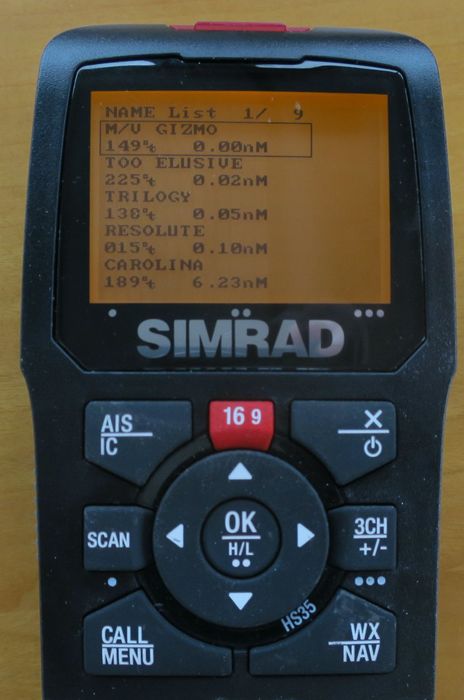 NAME List 1/ 9
M/V GIZMO
149°t 0.00nM
TOO ELUSIVE
225°t 0.02nM
TRILOGY
138°t 0.05nM
RESOLUTE
015°t 0.10nM
CAROLINA
189°t 6.23nM
SIMRAD
AIS
IC
16 9
X
OK
H/L
SCAN
3CH
+/-
HS35
CALL
MENU
WX
NAV